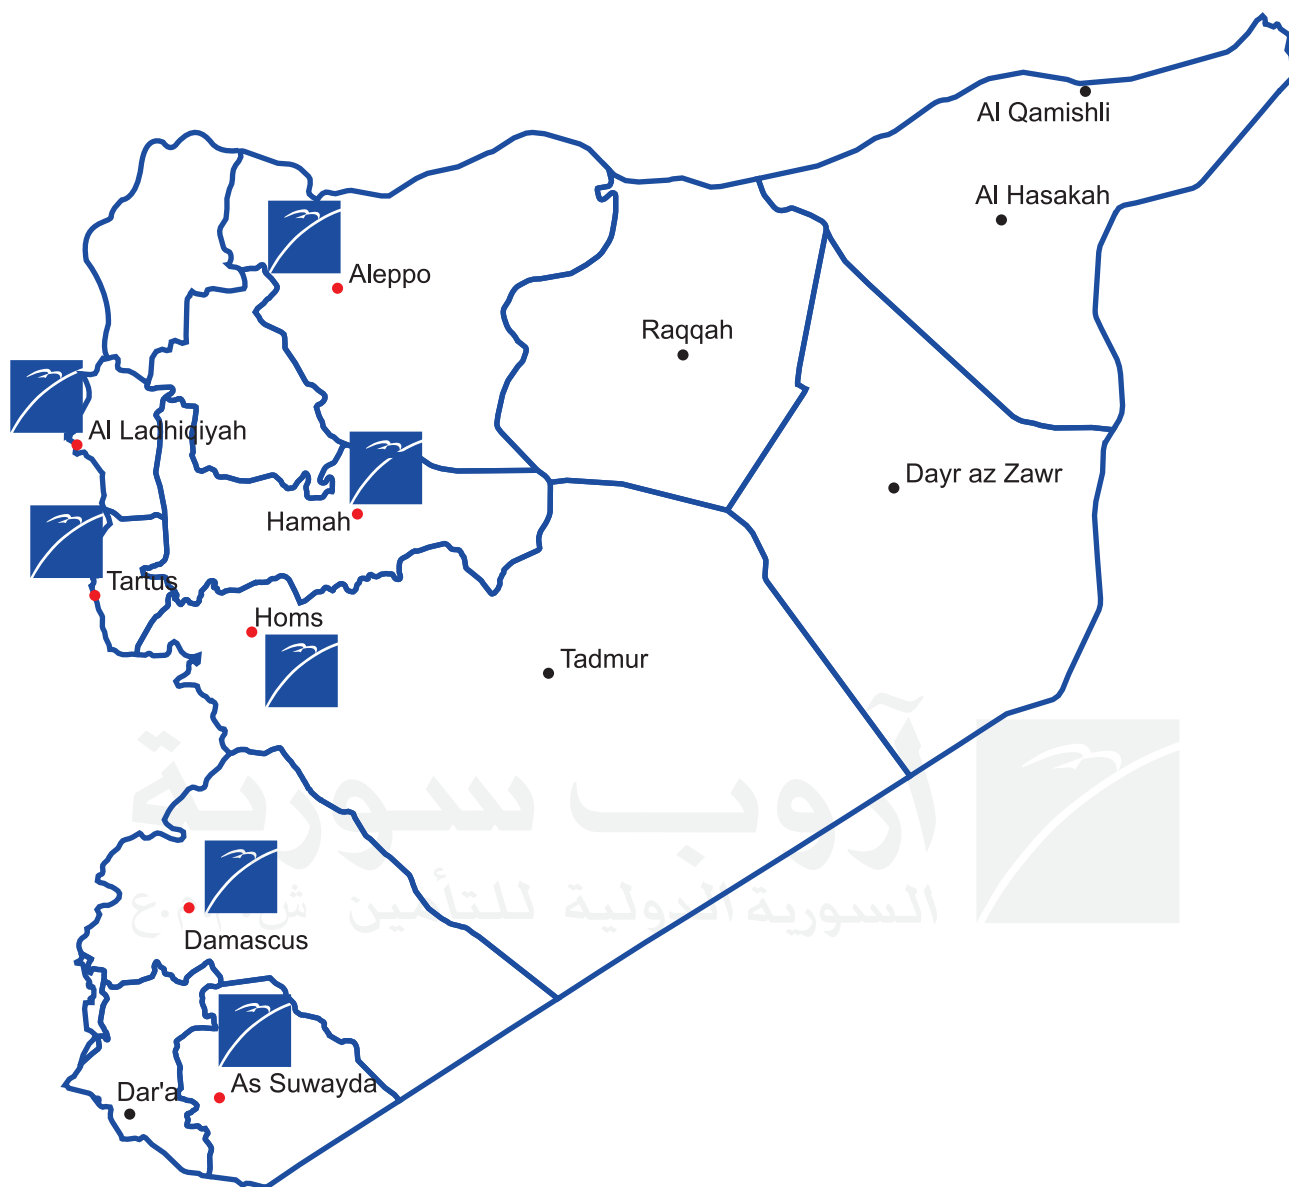 Al Qamishli
Al Hasakah
Aleppo
Raqqah
Al Ladhiqiyah
Dayr az Zawr
Hamah
Tartus
Homs
Tadmur
آروب سورية
السورية الدولية للتأمين ش.م.م.ع
Damascus
As Suwayda
Dar'a